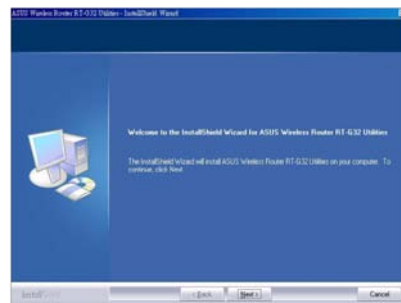 ASUS Wireless Router RT-G32 Utilities - InstallShield Wizard
Welcome to the InstallShield Wizard for ASUS Wireless Router RT-G32 Utilities
The InstallShield Wizard will install ASUS Wireless Router RT-G32 Utilities on your computer. To
continue, click Next
InstallShield
< Back Next > Cancel